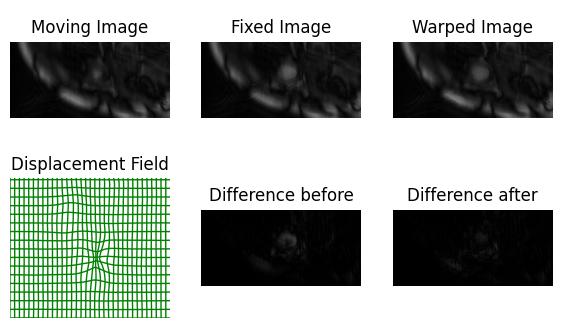 Moving Image
Fixed Image
Warped Image
Displacement Field
Difference before
Difference after